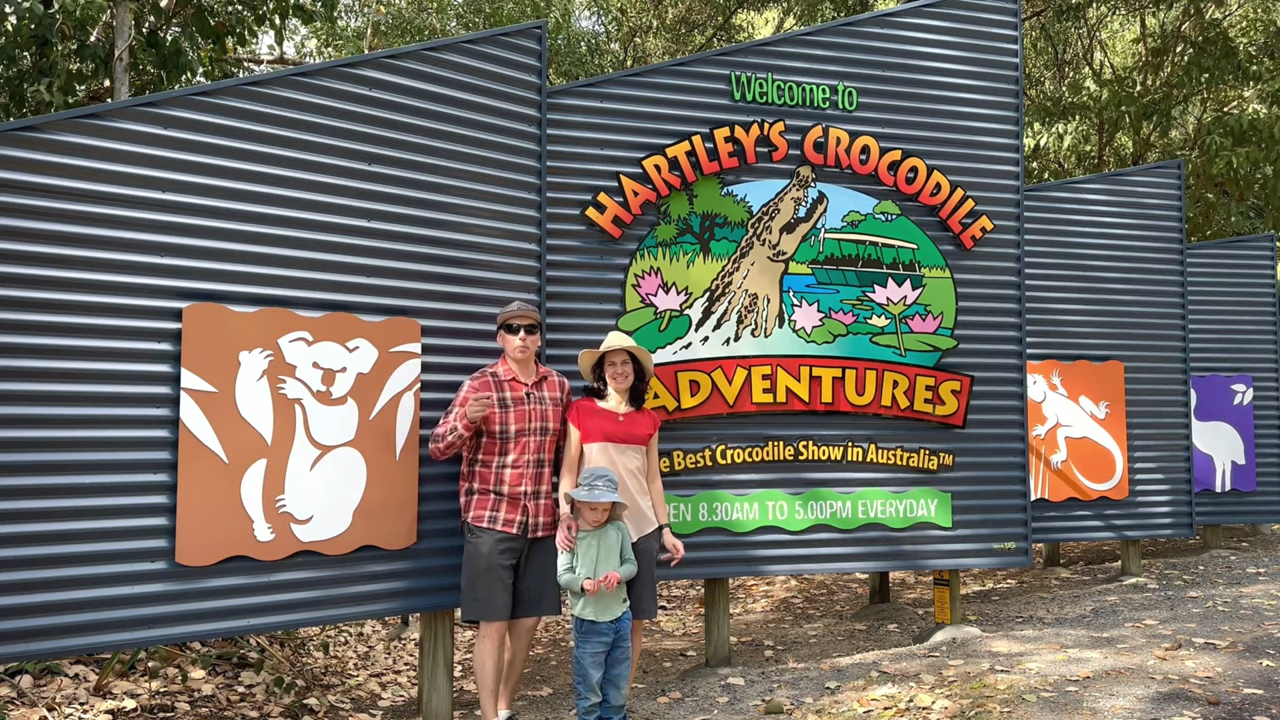 Welcome to
HARTLEY'S CROCODILE
ADVENTURES
e Best Crocodile Show in Australia™
EN 8.30AM TO 5.00PM EVERYDAY